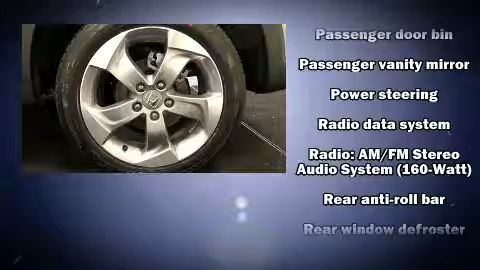 Passenger door bin
Passenger vanity mirror
Power steering
Radio data system
Radio: AM/FM Stereo
Audio System (160-Watt)
Rear anti-roll bar
Rear window defroster